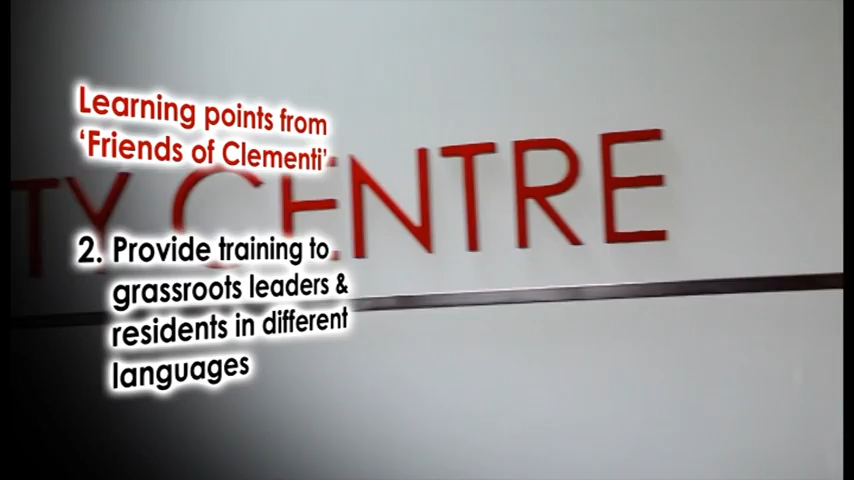 Learning points from
‘Friends of Clementi’
TY CENTRE
2. Provide training to
grassroots leaders &
residents in different
languages